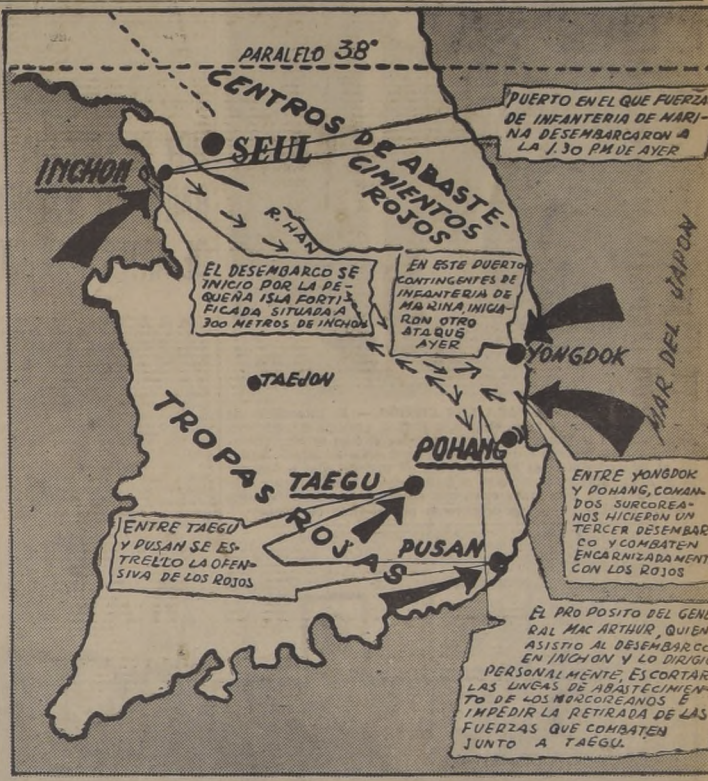 PARALELO 38°
CENTROS DE ABASTE-
CIMIENTOS
ROJOS
PUERTO EN EL QUE FUERZA
DE INFANTERIA DE MARI-
NA DESEMBARCARON A
LA 1.30 PM DE AYER
SEUL
INCHON
R. HAN
EL DESEMBARCO SE
INICIO POR LA PE-
QUEÑA ISLA FORTI-
FICADA SITUADA A
300 METROS DE INCHON
EN ESTE PUERTO
CONTINGENTES DE
INFANTERIA DE
MARINA, INICIA-
RON OTRO
ATAQUE
AYER
MAR DEL JAPON
YONGDOK
TAEJON
TROPAS ROJAS
POHANG
TAEGU
ENTRE YONGDOK
Y POHANG, COMAN-
DOS SURCOREA-
NOS HICIERON UN
TERCER DESEMBAR
CO Y COMBATEN
ENCARNIZADAMENT
CON LOS ROJOS
ENTRE TAEGU
Y PUSAN SE ES-
TRELLO LA OFEN-
SIVA DE LOS ROJOS
PUSAN
EL PROPOSITO DEL GENE
RAL MAC ARTHUR, QUIEN
ASISTIO AL DESEMBARCO
EN INCHON Y LO DIRIGIO
PERSONALMENTE, ES CORTAR
LAS LINEAS DE ABASTECIMIEN-
TO DE LOS NORCOREANOS E
IMPEDIR LA RETIRADA DE LAS
FUERZAS QUE COMBATEN
JUNTO A TAEGU.